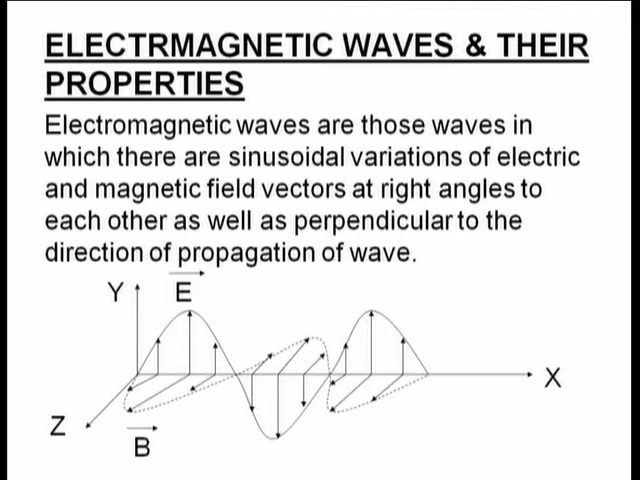 ELECTRMAGNETIC WAVES & THEIR
PROPERTIES
Electromagnetic waves are those waves in
which there are sinusoidal variations of electric
and magnetic field vectors at right angles to
each other as well as perpendicular to the
direction of propagation of wave.
Y E
X
Z
B